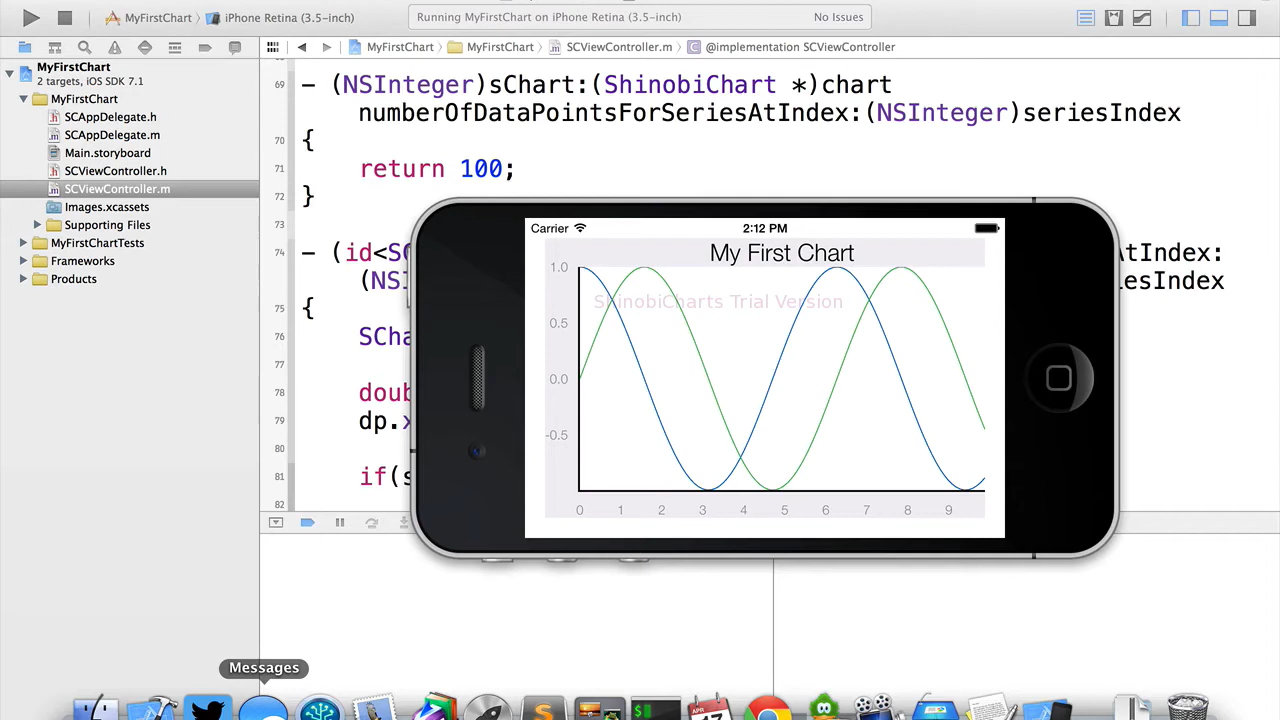 MyFirstChart
iPhone Retina (3.5-inch)
Running MyFirstChart on iPhone Retina (3.5-inch)
No Issues
MyFirstChart
MyFirstChart
SCViewController.m
@implementation SCViewController
MyFirstChart
2 targets, iOS SDK 7.1
MyFirstChart
SCAppDelegate.h
SCAppDelegate.m
Main.storyboard
SCViewController.h
SCViewController.m
Images.xcassets
Supporting Files
MyFirstChartTests
Frameworks
Products
69 - (NSInteger)sChart:(ShinobiChart *)chart
numberOfDataPointsForSeriesAtIndex:(NSInteger)seriesIndex
70 {
71 return 100;
72 }
73
74 - (id<SC
AtIndex:
(NS
esIndex
75 {
76 SCha
77
78 doub
79 dp.x
80
81 if(s
82
Carrier
2:12 PM
My First Chart
ShinobiCharts Trial Version
1.0
0.5
0.0
-0.5
0 1 2 3 4 5 6 7 8 9
Messages
APR
17